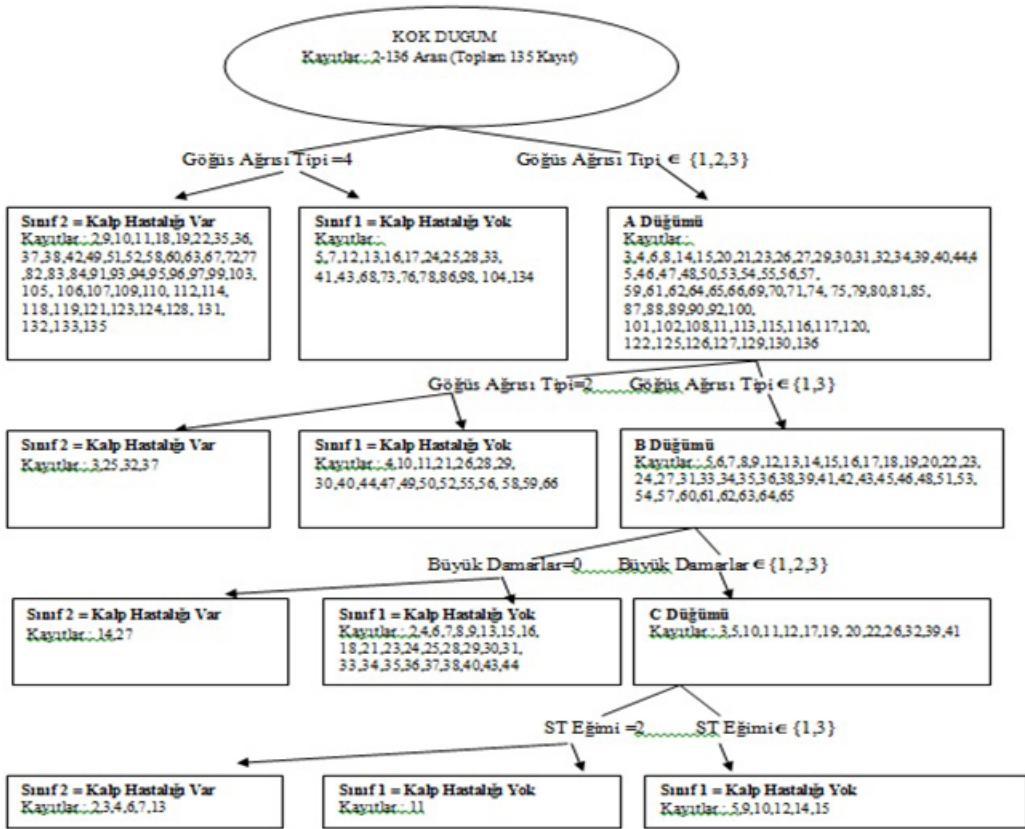 KOK DUGUM
Kayıtlar : 2-136 Arası (Toplam 135 Kayıt)
Göğüs Ağrısı Tipi =4
Göğüs Ağrısı Tipi ∈ {1,2,3}
Sınıf 2 = Kalp Hastalığı Var
Kayıtlar : 2,9,10,11,18,19,22,35,36,
37,38,42,49,51,52,58,60,63,67,72,77
,82,83,84,91,93,94,95,96,97,99,103,
105, 106,107,109,110, 112,114,
118,119,121,123,124,128, 131,
132,133,135
Sınıf 1 = Kalp Hastalığı Yok
Kayıtlar :
5,7,12,13,16,17,24,25,28,33,
41,43,68,73,76,78,86,98, 104,134
A Düğümü
Kayıtlar :
3,4,6,8,14,15,20,21,23,26,27,29,30,31,32,34,39,40,44,4
5,46,47,48,50,53,54,55,56,57,
59,61,62,64,65,66,69,70,71,74, 75,79,80,81,85,
87,88,89,90,92,100,
101,102,108,11,113,115,116,117,120,
122,125,126,127,129,130,136
Göğüs Ağrısı Tipi=2
Göğüs Ağrısı Tipi ∈ {1,3}
Sınıf 2 = Kalp Hastalığı Var
Kayıtlar : 3,25,32,37
Sınıf 1 = Kalp Hastalığı Yok
Kayıtlar : 4,10,11,21,26,28,29,
30,40,44,47,49,50,52,55,56, 58,59,66
B Düğümü
Kayıtlar : 5,6,7,8,9,12,13,14,15,16,17,18,19,20,22,23,
24,27,31,33,34,35,36,38,39,41,42,43,45,46,48,51,53,
54,57,60,61,62,63,64,65
Büyük Damarlar=0
Büyük Damarlar ∈ {1,2,3}
Sınıf 2 = Kalp Hastalığı Var
Kayıtlar : 14,27
Sınıf 1 = Kalp Hastalığı Yok
Kayıtlar : 2,4,6,7,8,9,13,15,16,
18,21,23,24,25,28,29,30,31,
33,34,35,36,37,38,40,43,44
C Düğümü
Kayıtlar : 3,5,10,11,12,17,19, 20,22,26,32,39,41
ST Eğimi =2
ST Eğimi ∈ {1,3}
Sınıf 2 = Kalp Hastalığı Var
Kayıtlar : 2,3,4,6,7,13
Sınıf 1 = Kalp Hastalığı Yok
Kayıtlar : 11
Sınıf 1 = Kalp Hastalığı Yok
Kayıtlar : 5,9,10,12,14,15